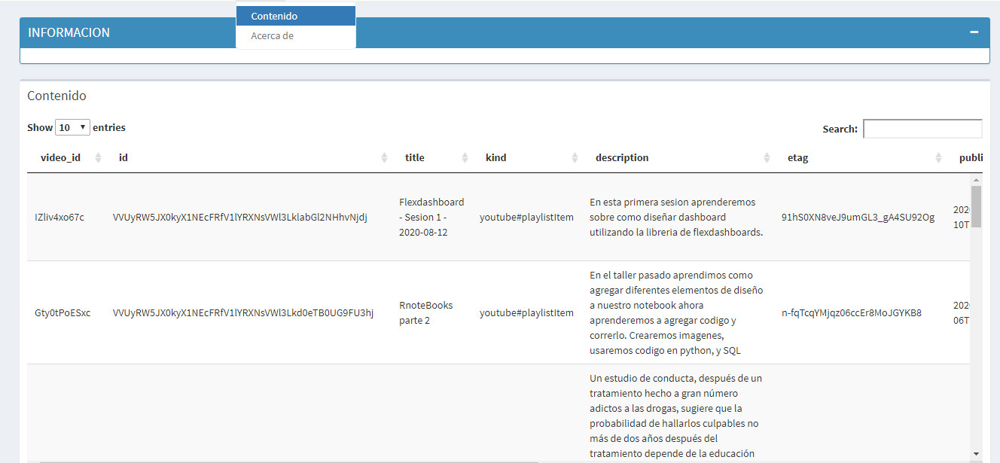 Contenido
Acerca de
INFORMACION
Contenido
Show 10 entries
Search:
video_id id title kind description etag publi
IZliv4xo67c VVUyRW5JX0kyX1NEcFRfV1lYRXNsVWl3LklabGl2NHhvNjdj Flexdashboard - Sesion 1 - 2020-08-12 youtube#playlistItem En esta primera sesion aprenderemos sobre como diseñar dashboard utilizando la libreria de flexdashboards. 91hS0XN8veJ9umGL3_gA4SU92Og 202 10T
Gty0tPoESxc VVUyRW5JX0kyX1NEcFRfV1lYRXNsVWl3Lkd0eTB0UG9FU3hj RnoteBooks parte 2 youtube#playlistItem En el taller pasado aprendimos como agregar diferentes elementos de diseño a nuestro notebook ahora aprenderemos a agregar codigo y correrlo. Crearemos imagenes, usaremos codigo en python, y SQL n-fqTcqYMjqz06ccEr8MoJGYKB8 202 06T
Un estudio de conducta, después de un
tratamiento hecho a gran número
adictos a las drogas, sugiere que la
probabilidad de hallarlos culpables no
más de dos años después del
tratamiento depende de la educación